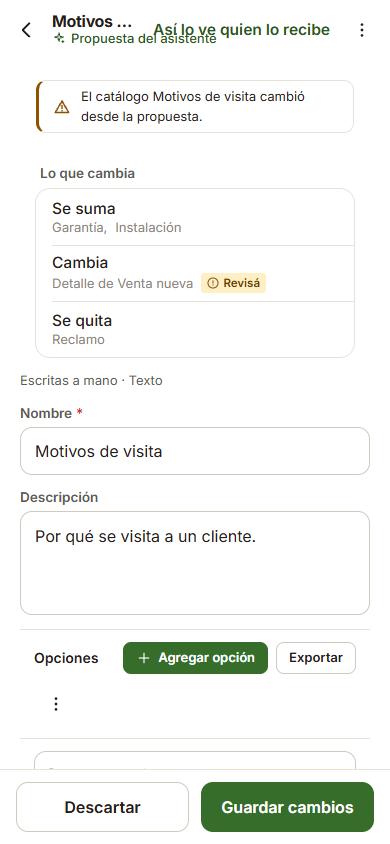 Motivos ...
Así lo ve quien lo recibe
Propuesta del asistente
El catálogo Motivos de visita cambió
desde la propuesta.
Lo que cambia
Se suma
Garantía, Instalación
Cambia
Detalle de Venta nueva Revisá
Se quita
Reclamo
Escritas a mano · Texto
Nombre *
Motivos de visita
Descripción
Por qué se visita a un cliente.
Opciones
+ Agregar opción
Exportar
Descartar
Guardar cambios